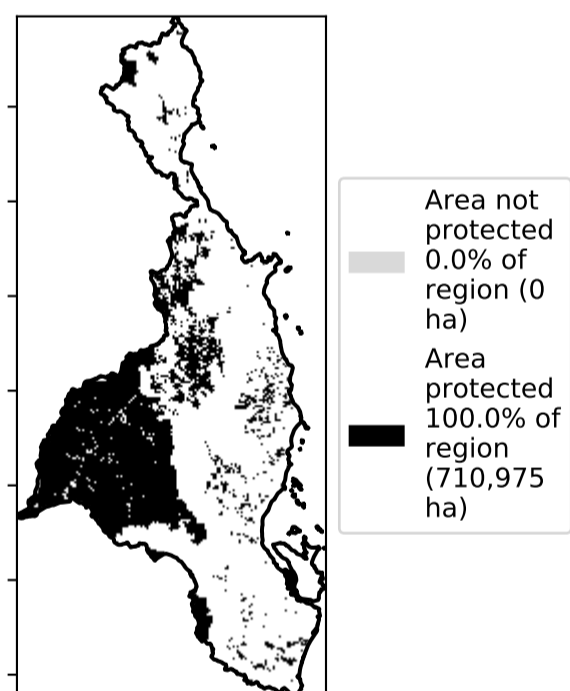 Area not
protected
0.0% of
region (0
ha)
Area
protected
100.0% of
region
(710,975
ha)